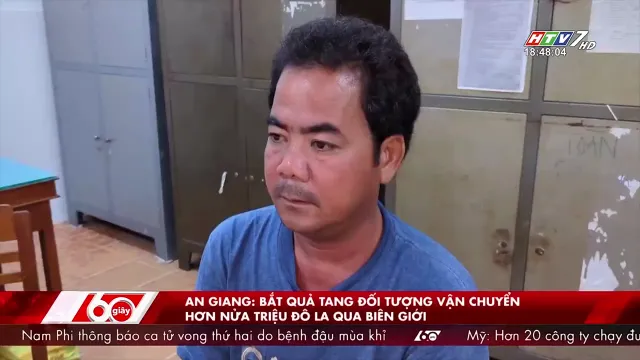 HTV7 HD
18:48:04
TOAN
60 giây
AN GIANG: BẮT QUẢ TANG ĐỐI TƯỢNG VẬN CHUYỂN
HƠN NỬA TRIỆU ĐÔ LA QUA BIÊN GIỚI
Nam Phi thông báo ca tử vong thứ hai do bệnh đậu mùa khỉ
Mỹ: Hơn 20 công ty chạy đu